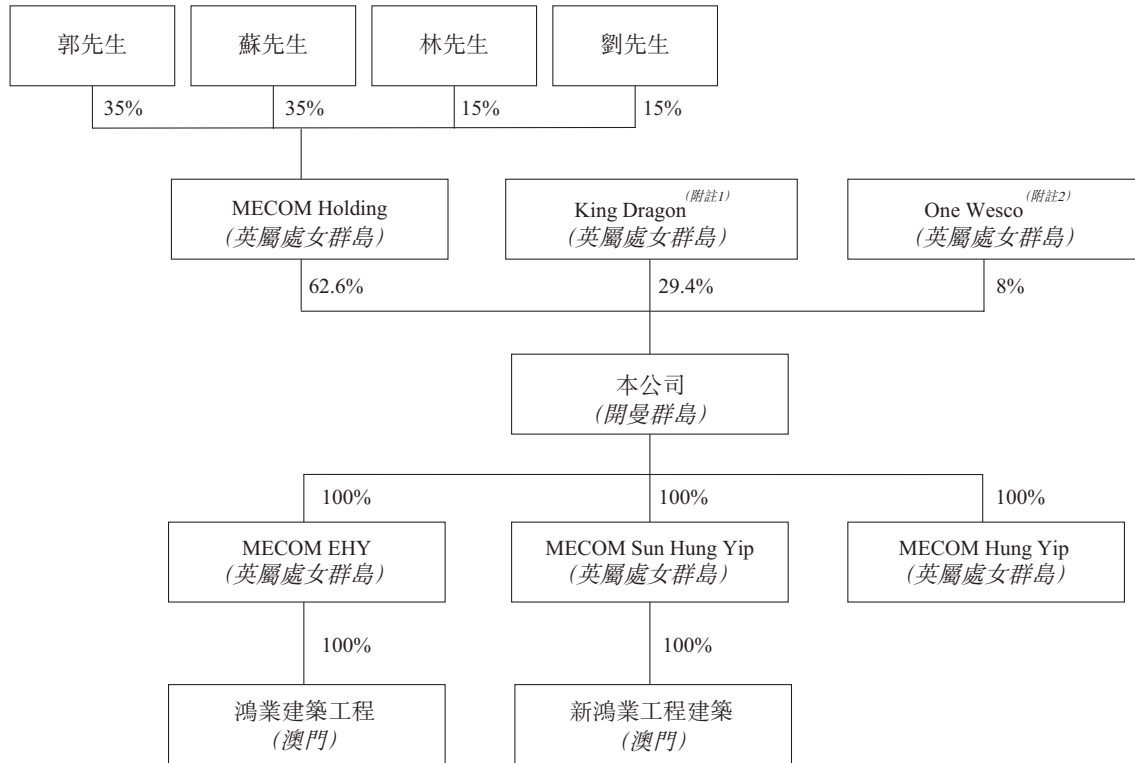 郭先生
蘇先生
林先生
劉先生
35%
35%
15%
15%
MECOM Holding
(英屬處女群島)
King Dragon(附註1)
(英屬處女群島)
One Wesco(附註2)
(英屬處女群島)
62.6%
29.4%
8%
本公司
(開曼群島)
100%
100%
100%
MECOM EHY
(英屬處女群島)
MECOM Sun Hung Yip
(英屬處女群島)
MECOM Hung Yip
(英屬處女群島)
100%
100%
鴻業建築工程
(澳門)
新鴻業工程建築
(澳門)